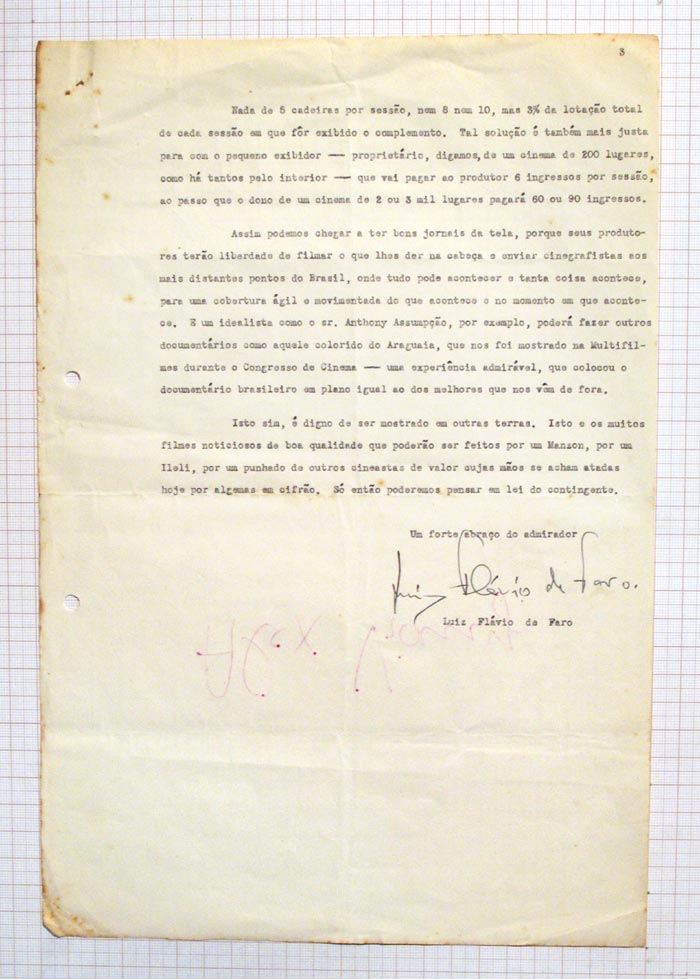 3
Nada de 5 cadeiras por sessão, nem 8 nem 10, mas 3% da lotação total
de cada sessão em que fôr exibido o complemento. Tal solução é também mais justa
para com o pequeno exibidor — proprietário, digamos, de um cinema de 200 lugares,
como há tantos pelo interior — que vai pagar ao produtor 6 ingressos por sessão,
ao passo que o dono de um cinema de 2 ou 3 mil lugares pagará 60 ou 90 ingressos.
Assim podemos chegar a ter bons jornais da tela, porque seus produto-
res terão liberdade de filmar o que lhes der na cabeça e enviar cinegrafistas aos
mais distantes pontos do Brasil, onde tudo pode acontecer e tanta coisa acontece,
para uma cobertura ágil e movimentada do que acontece e no momento em que aconte-
ce. E um idealista como o sr. Anthony Assumpção, por exemplo, poderá fazer outros
documentários como aquele colorido do Araguaia, que nos foi mostrado na Multifil-
mes durante o Congresso de Cinema — uma experiência admirável, que colocou o
documentário brasileiro em plano igual ao dos melhores que nos vêm de fora.
Isto sim, é digno de ser mostrado em outras terras. Isto e os muitos
filmes noticiosos de boa qualidade que poderão ser feitos por um Manzon, por um
Ileli, por um punhado de outros cineastas de valor cujas mãos se acham atadas
hoje por algemas em cifrão. Só então poderemos pensar em lei do contingente.
Um forte abraço do admirador
Luiz Flávio de Faro.
Luiz Flávio de Faro